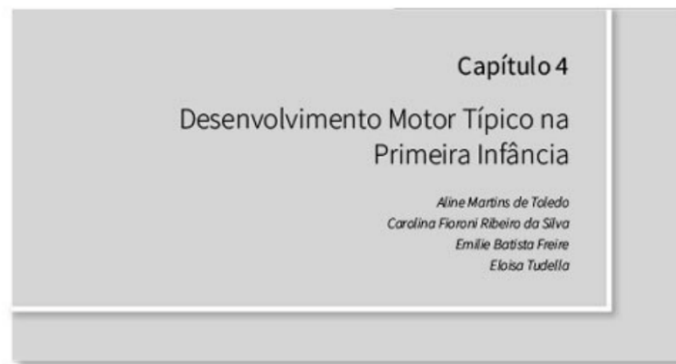 Capítulo 4
Desenvolvimento Motor Típico na
Primeira Infância
Aline Martins de Toledo
Carolina Fioroni Ribeiro da Silva
Emilie Batista Freire
Eloisa Tudella